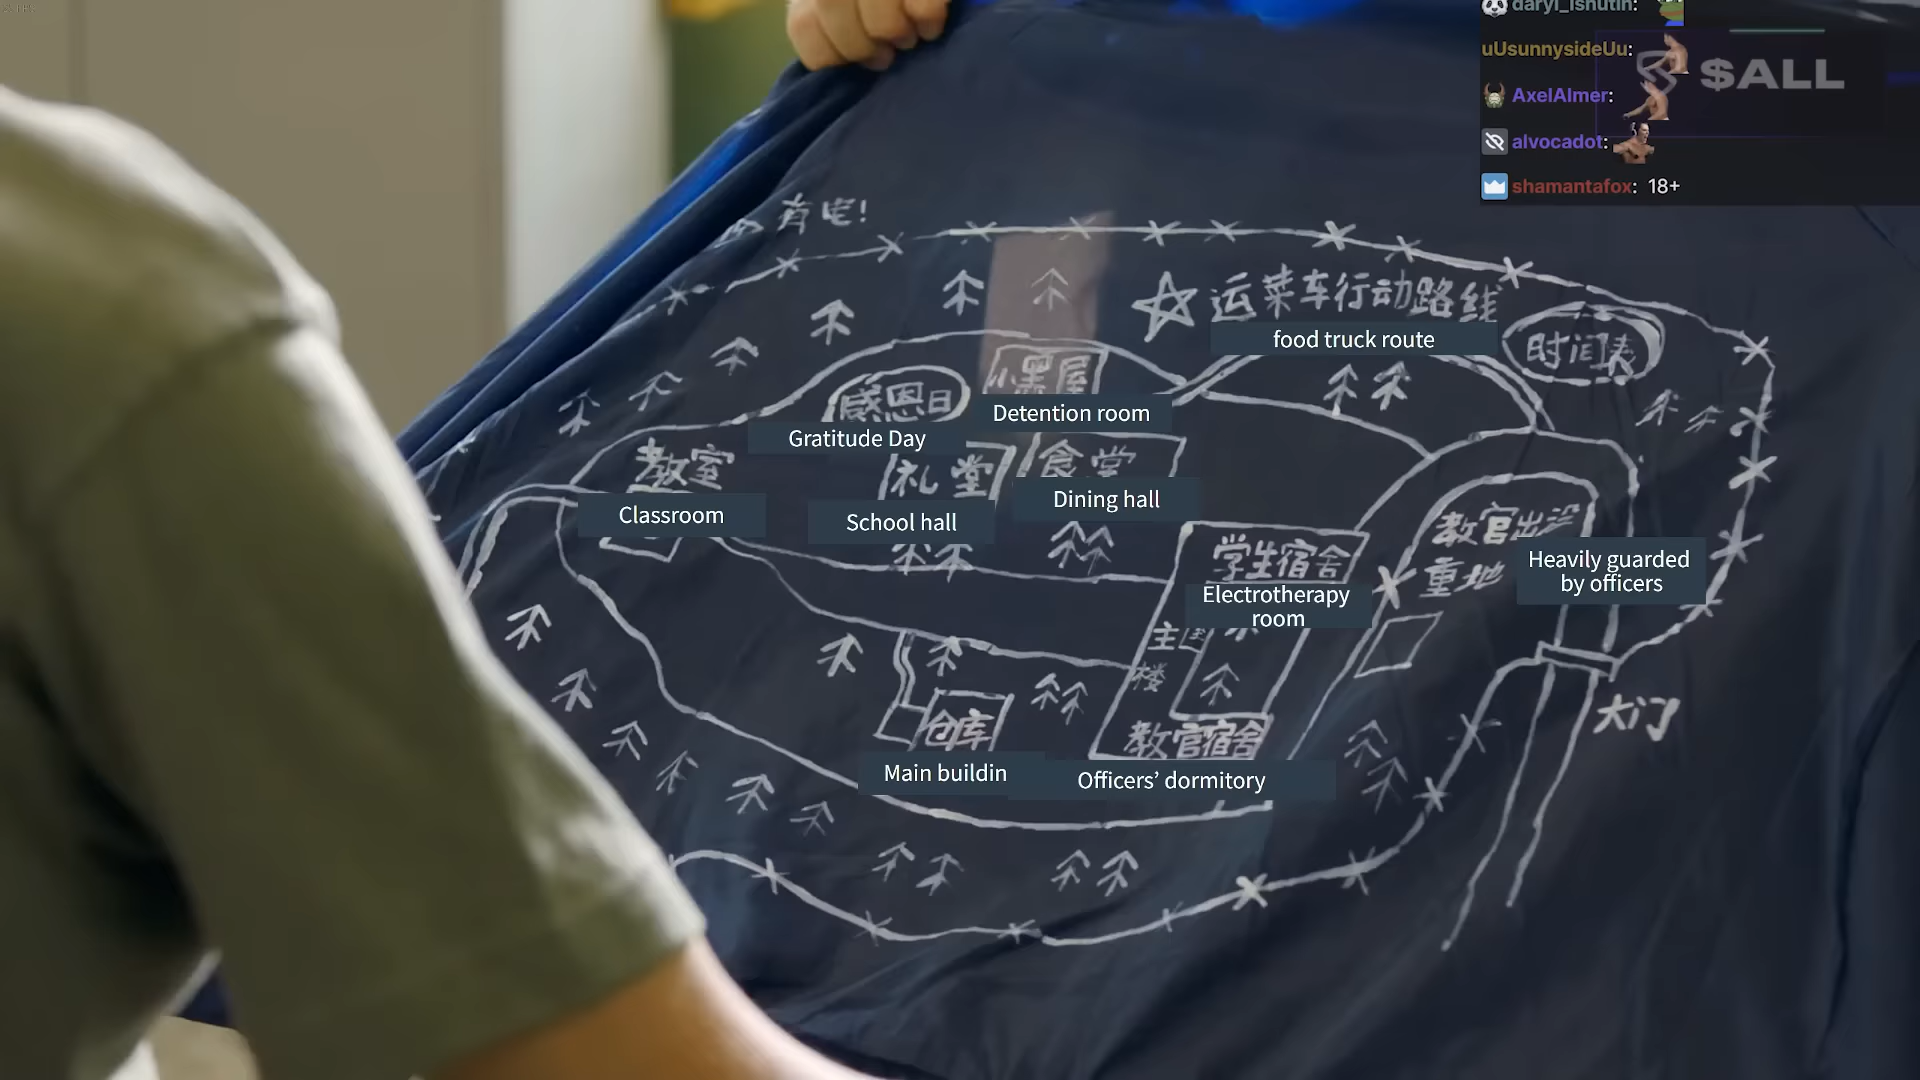 daryl_ishutin:
uUsunnysideUu:
$ALL
AxelAlmer:
alvocadot:
shamantafox: 18+
有电!
☆运菜车行动路线
food truck route
时间表
小黑屋
Detention room
感恩日
Gratitude Day
教室
Classroom
礼堂
School hall
食堂
Dining hall
教官出没
重地
Heavily guarded
by officers
学生宿舍
Electrotherapy
room
主
楼
仓库
Main buildin
教官宿舍
Officers’ dormitory
大门